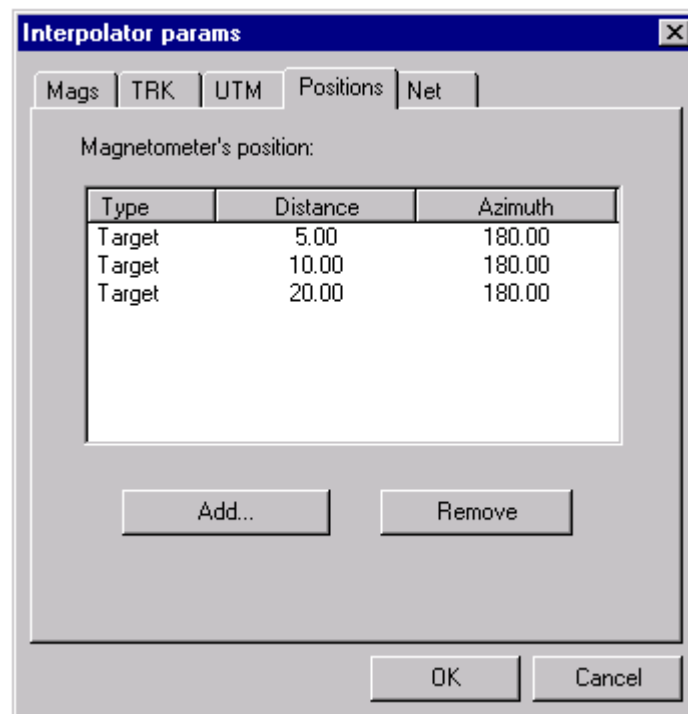 Interpolator params
Mags TRK UTM Positions Net
Magnetometer's position:
Type Distance Azimuth
Target 5.00 180.00
Target 10.00 180.00
Target 20.00 180.00
Add... Remove
OK Cancel